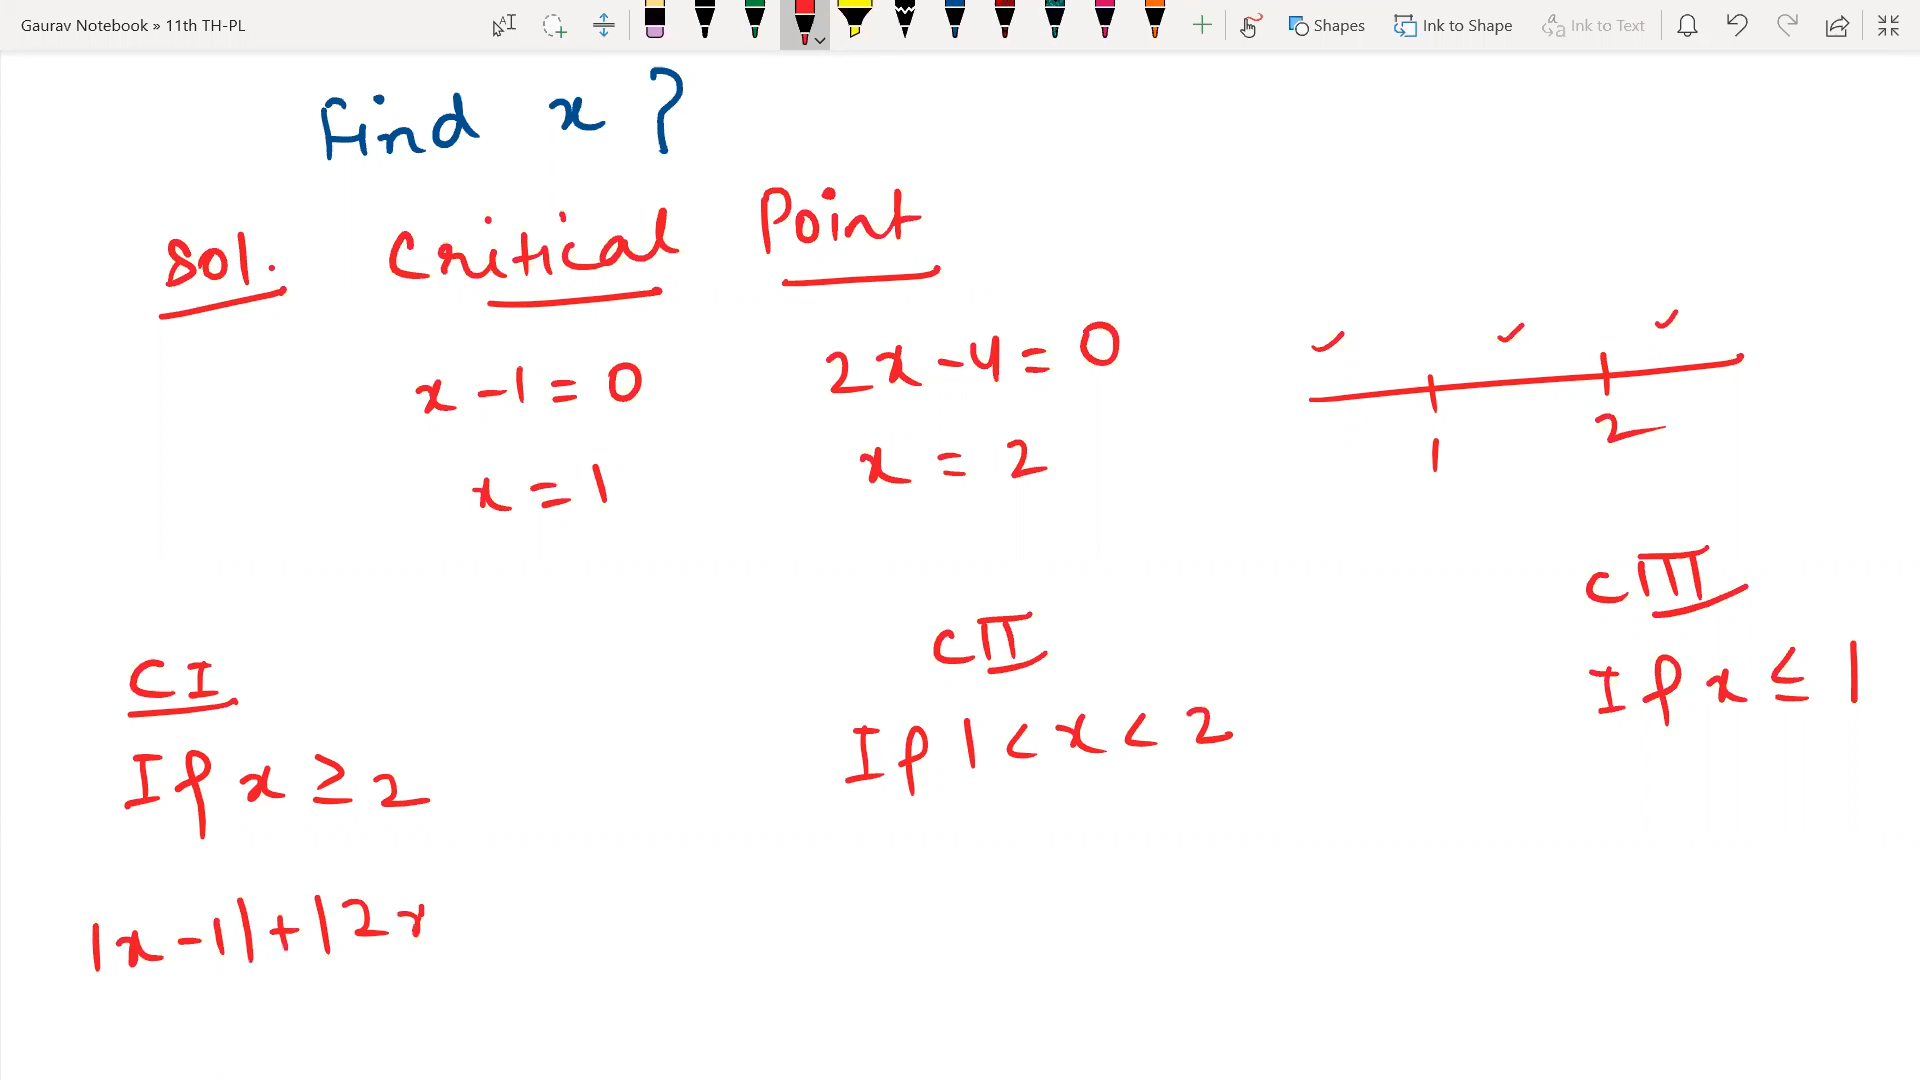 Gaurav Notebook » 11th TH-PL
Shapes
Ink to Shape
Ink to Text
Find x ?
Sol. Critical Point
x - 1 = 0
2x - 4 = 0
x = 1
x = 2
1 2
C I
If x ≥ 2
|x - 1| + |2x
C II
If 1 < x < 2
C III
If x ≤ 1